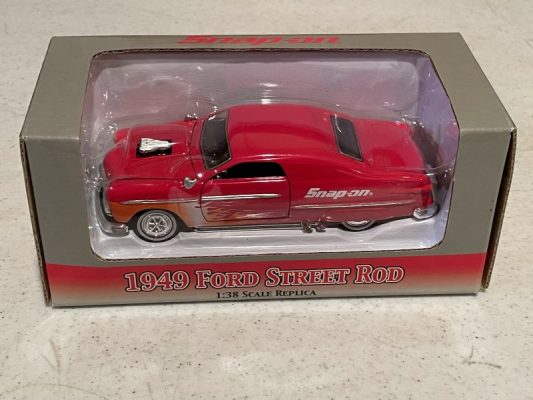 Snap-on
Snap-on
1949 Ford Street Rod
1:38 Scale Replica